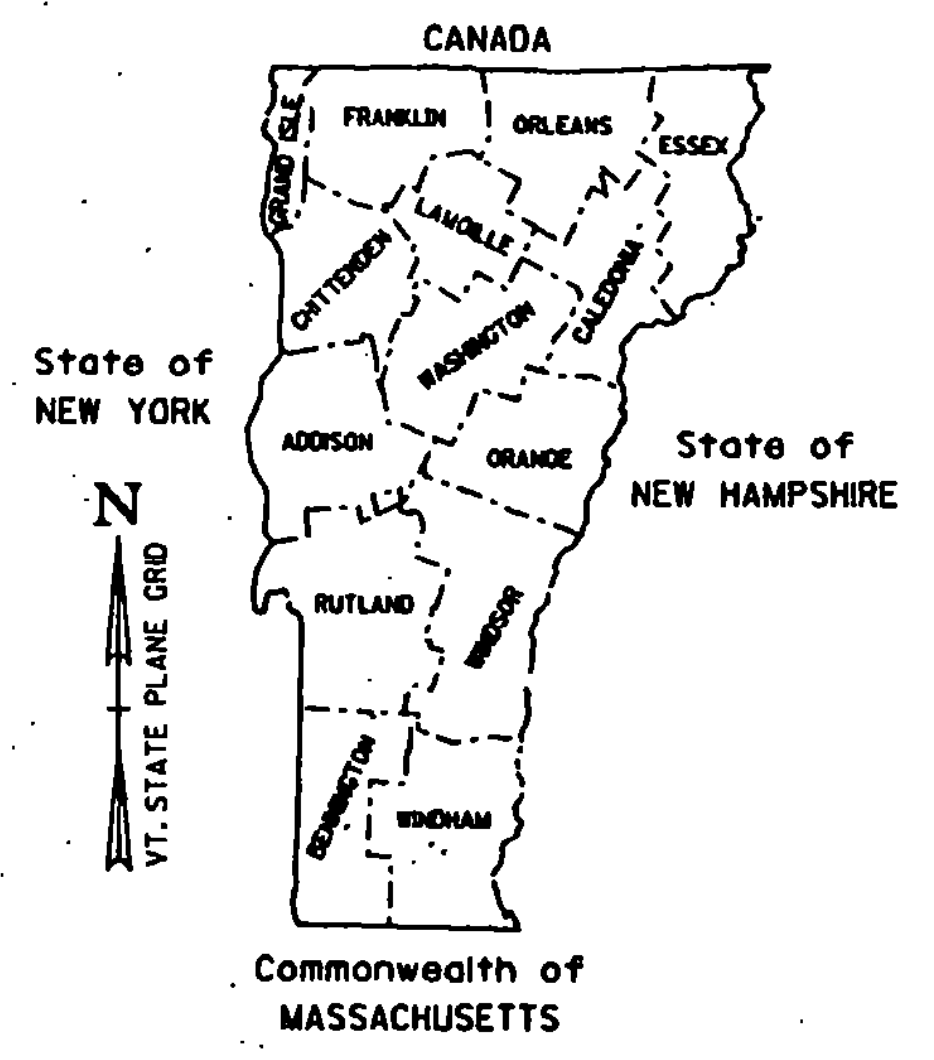 CANADA
GRAND ISLE
FRANKLIN
ORLEANS
ESSEX
LAMOILLE
CHITTENDEN
CALEDONIA
WASHINGTON
State of
NEW YORK
ADDISON
ORANGE
State of
NEW HAMPSHIRE
N
VT. STATE PLANE GRID
RUTLAND
WINDSOR
BENNINGTON
WINDHAM
Commonwealth of
MASSACHUSETTS